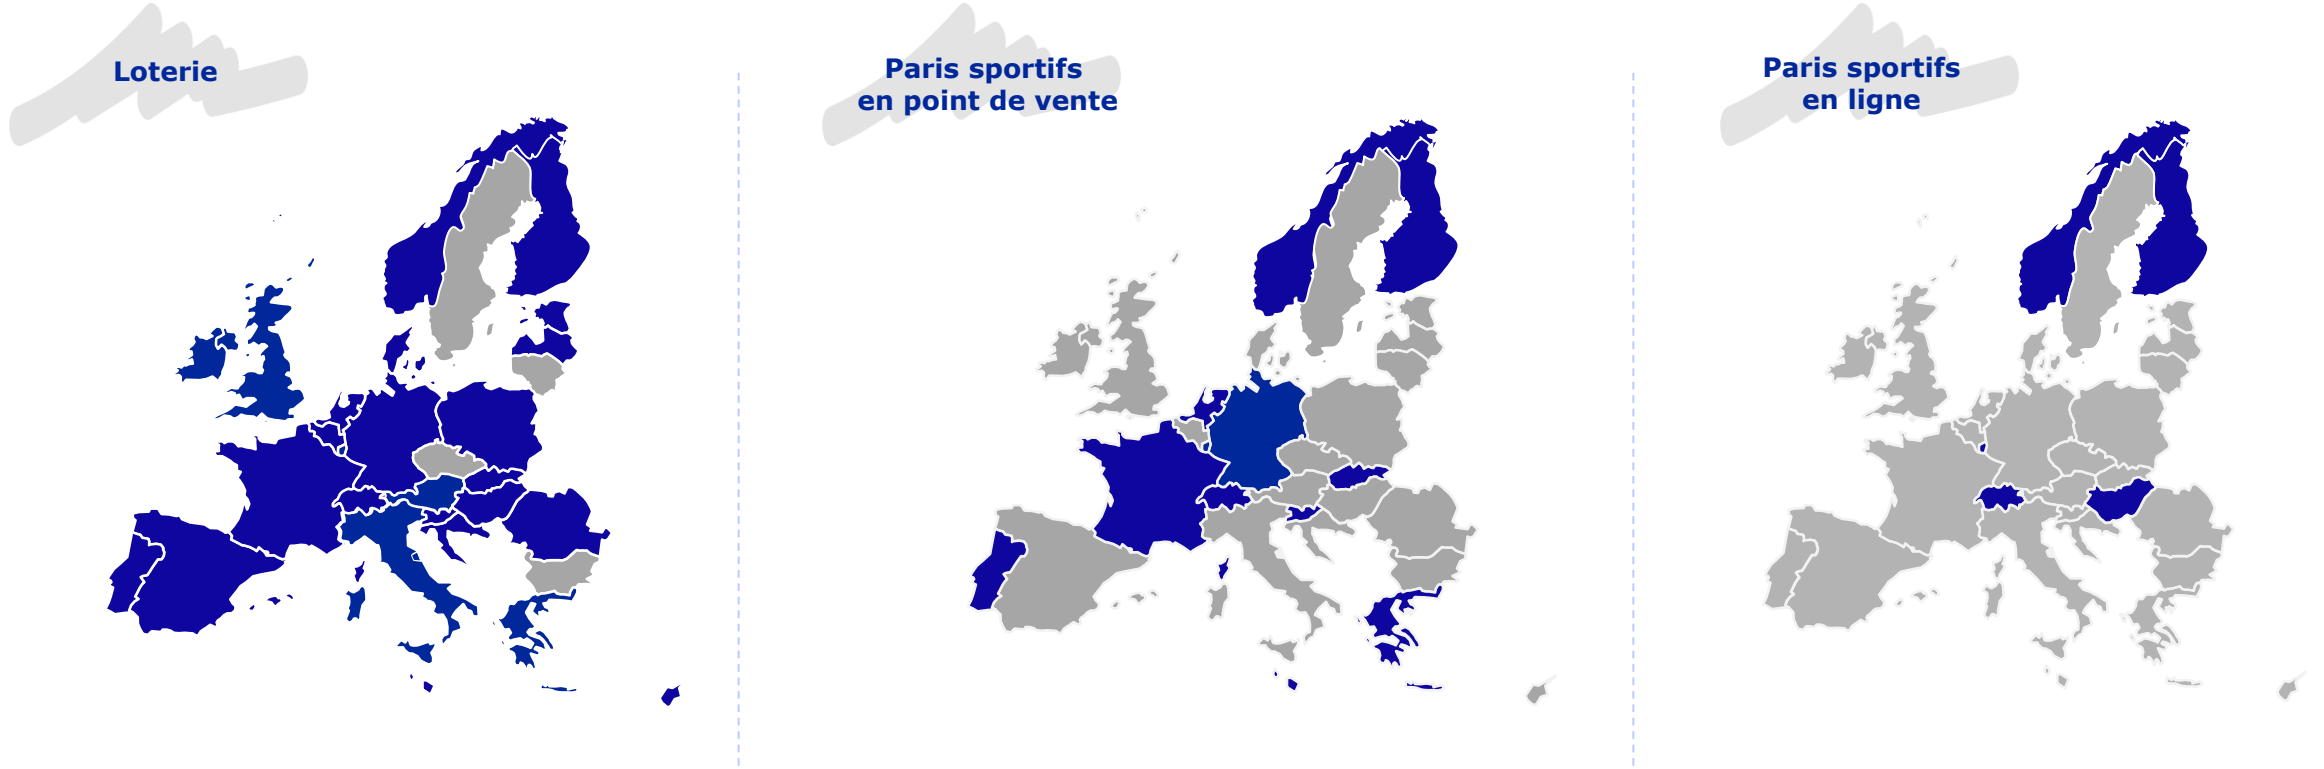 Loterie
Paris sportifs
en point de vente
Paris sportifs
en ligne